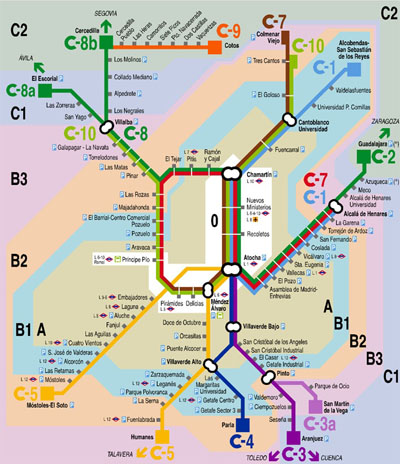 C2
SEGOVIA
Cercedilla
C-8b
Cercedilla Pueblo
Las Heras
Camorritos
Siete Picos
Pto. Navacerrada
Dos Castillas
Vaquerizas
C-9
Cotos
C-7
Colmenar Viejo
C-10
Tres Cantos
El Goloso
Cantoblanco Universidad
Alcobendas-
San Sebastián
de los Reyes
C-1
Valdelasfuentes
Universidad P. Comillas
C2
C1
ÁVILA
El Escorial
C-8a
Las Zorreras
San Yago
Los Molinos
Collado Mediano
Alpedrete
Los Negrales
Villalba
C-8
C1
C-10
Galapagar - La Navata
Torrelodones
Las Matas
Pinar
Las Rozas
Majadahonda
El Barrial-Centro Comercial
Pozuelo
Pozuelo
Aravaca
Príncipe Pío
B3
B2
B1
A
El Tejar
Pitis
Ramón y Cajal
Fuencarral
Chamartín
Nuevos
Ministerios
Recoletos
Atocha
0
ZARAGOZA
Guadalajara
C-2
Azuqueca
Meco
Alcalá
Universidad
C-7
C-1
Alcalá de Henares
La Garena
Torrejón de Ardoz
San Fernando
Coslada
Vicálvaro
Sta. Eugenia
Vallecas
El Pozo
Asamblea de Madrid-
Entrevías
Pirámides
Delicias
Méndez
Álvaro
Embajadores
Laguna
Aluche
Fanjul
Las Águilas
Cuatro Vientos
S. José de Valderas
Alcorcón
Las Retamas
Móstoles
C-5
Móstoles-El Soto
Doce de Octubre
Orcasitas
Puente Alcocer
Villaverde Alto
Villaverde Bajo
Zarzaquemada
Leganés
Parque Polvoranca
La Serna
Fuenlabrada
Humanes
C-5
TALAVERA
Las Margaritas
Universidad
Getafe Centro
Getafe Sector 3
Parla
C-4
San Cristóbal de los Ángeles
San Cristóbal Industrial
El Casar
Getafe Industrial
Pinto
Valdemoro
Ciempozuelos
Seseña
Aranjuez
C-3
TOLEDO
CUENCA
Parque de Ocio
San Martín
de la Vega
C-3a
A
B1
B2
B3
C1